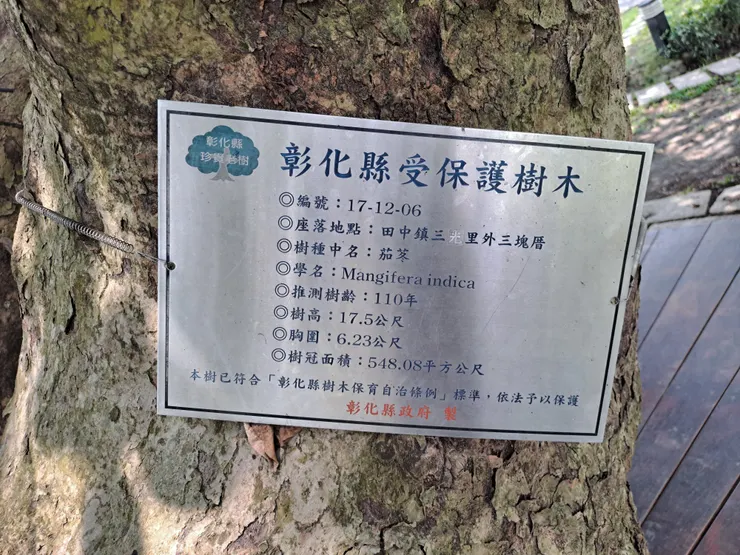 彰化縣
珍貴老樹
彰化縣受保護樹木
◎編號：17-12-06
◎座落地點：田中鎮三光里外三塊厝
◎樹種中名：茄苳
◎學名：Mangifera indica
◎推測樹齡：110年
◎樹高：17.5公尺
◎胸圍：6.23公尺
◎樹冠面積：548.08平方公尺
本樹已符合「彰化縣樹木保育自治條例」標準，依法予以保護
彰化縣政府 製